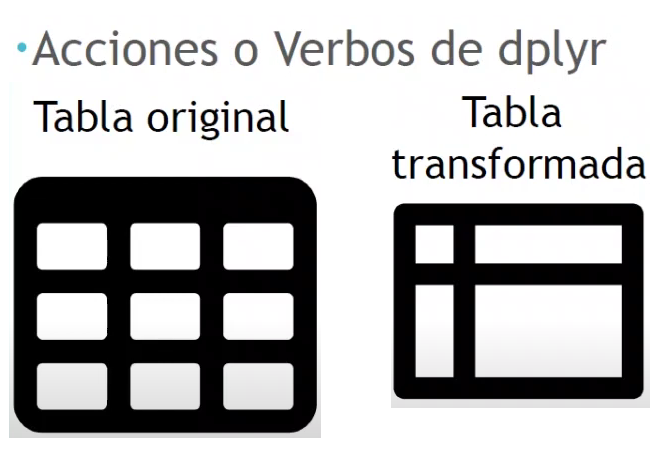 •Acciones o Verbos de dplyr
Tabla original
Tabla
transformada